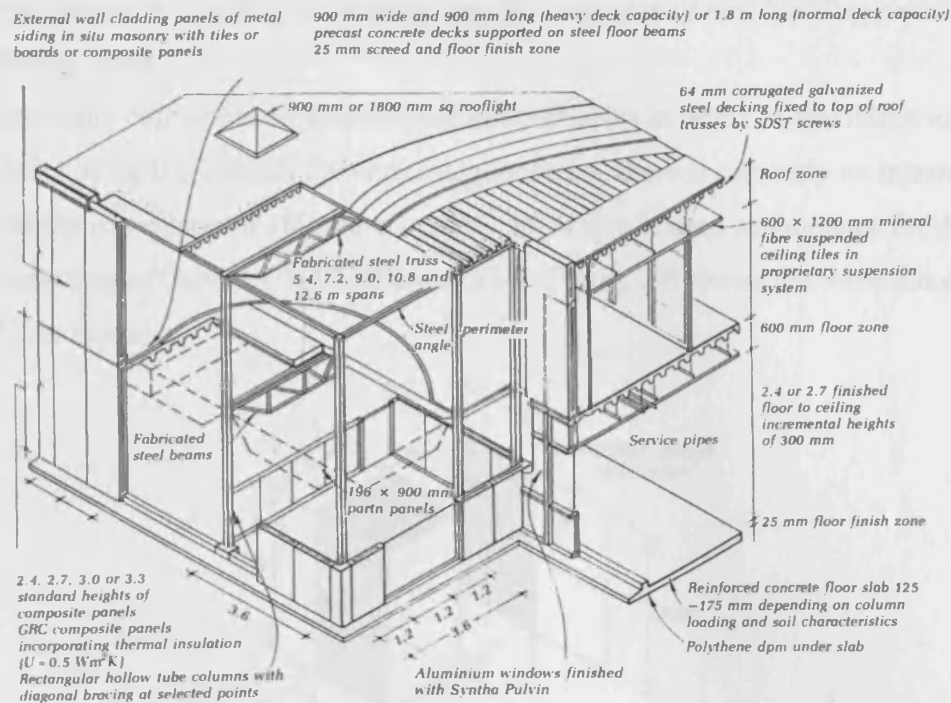 External wall cladding panels of metal
siding in situ masonry with tiles or
boards or composite panels
900 mm wide and 900 mm long (heavy deck capacity) or 1.8 m long (normal deck capacity)
precast concrete decks supported on steel floor beams
25 mm screed and floor finish zone
64 mm corrugated galvanized
steel decking fixed to top of roof
trusses by SDST screws
900 mm or 1800 mm sq rooflight
Roof zone
600 × 1200 mm mineral
fibre suspended
ceiling tiles in
proprietary suspension
system
Fabricated steel truss
5.4, 7.2, 9.0, 10.8 and
12.6 m spans
Steel perimeter
angle
600 mm floor zone
2.4 or 2.7 finished
floor to ceiling
incremental heights
of 300 mm
Fabricated
steel beams
Service pipes
196 × 900 mm
partn panels
25 mm floor finish zone
2.4, 2.7, 3.0 or 3.3
standard heights of
composite panels
GRC composite panels
incorporating thermal insulation
(U = 0.5 Wm²K)
Rectangular hollow tube columns with
diagonal bracing at selected points
3.6
1.2
1.2
1.2
3.6
Reinforced concrete floor slab 125
–175 mm depending on column
loading and soil characteristics
Polythene dpm under slab
Aluminium windows finished
with Syntha Pulvin